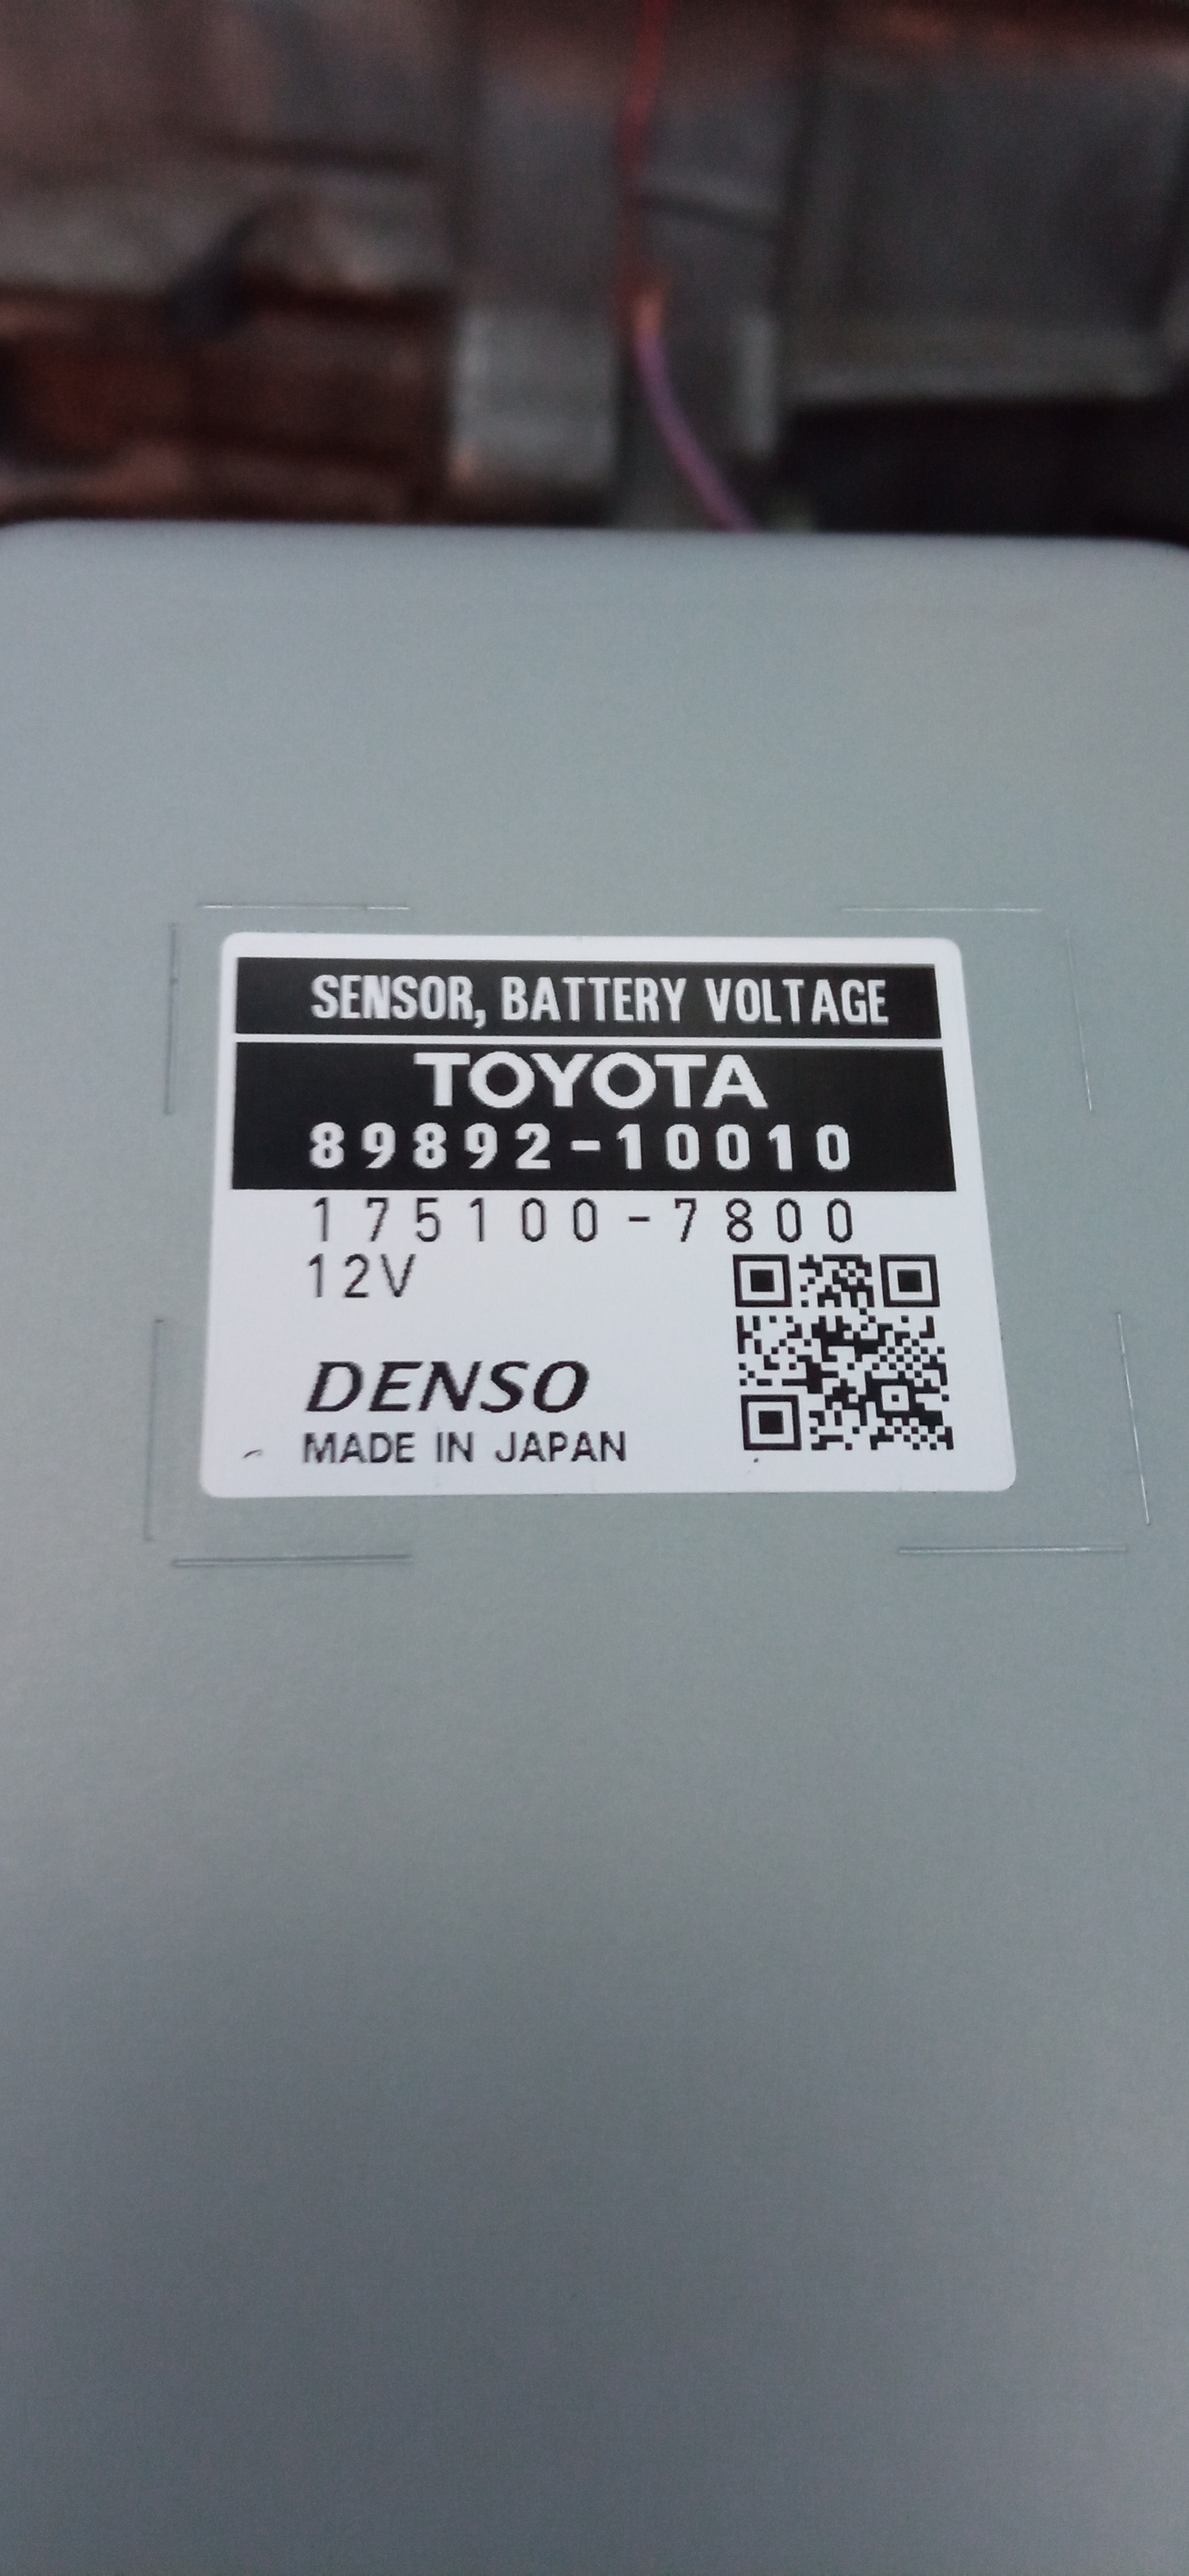 SENSOR, BATTERY VOLTAGE
TOYOTA
89892-10010
175100-7800
12V
DENSO
MADE IN JAPAN